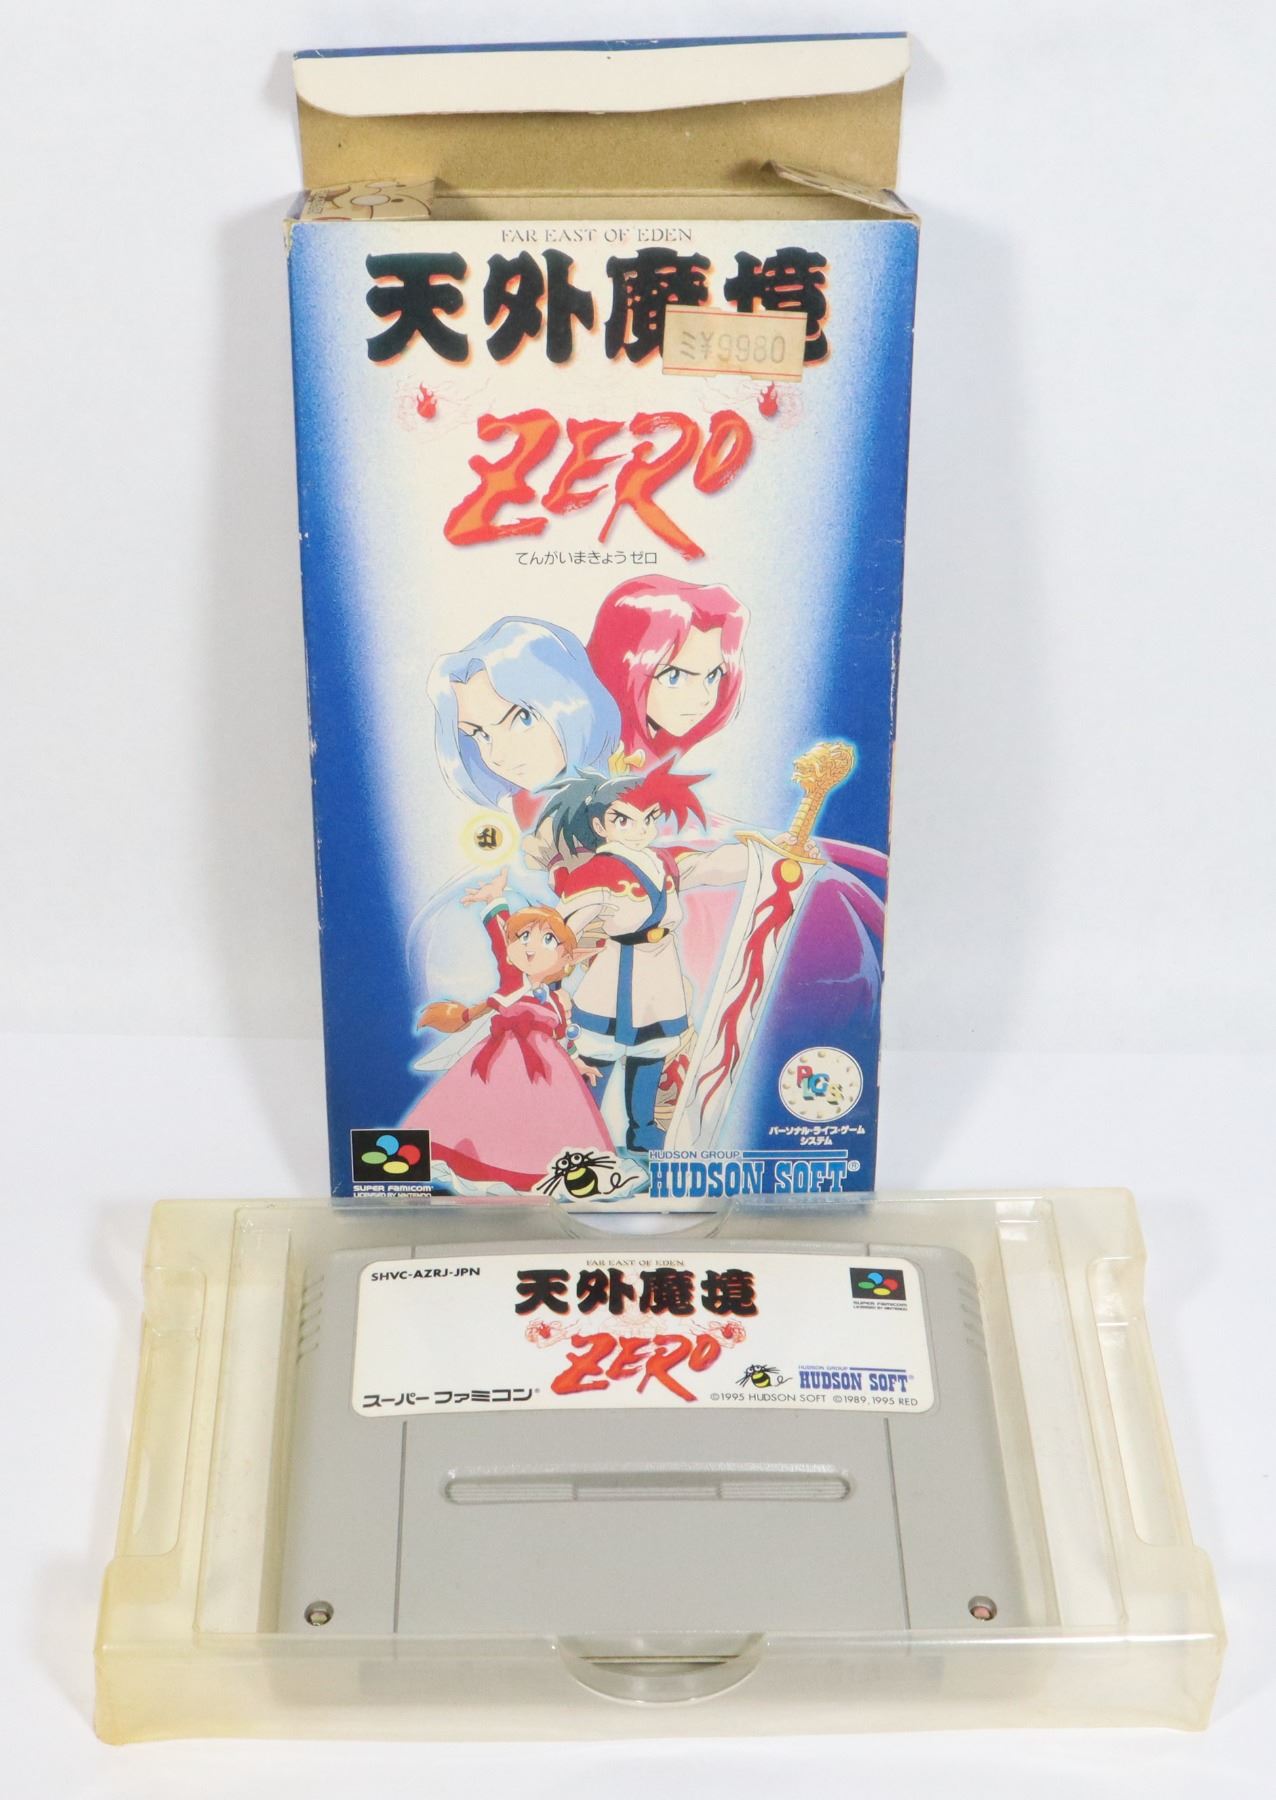 FAR EAST OF EDEN
天外魔境
ミ¥9980
ZERO
てんがいまきょうゼロ
PLGS
パーソナル・ライブ・ゲーム
システム
HUDSON GROUP
HUDSON SOFT®
SUPER FAMICOM
LICENSED BY NINTENDO
SHVC-AZRJ-JPN
FAR EAST OF EDEN
天外魔境
ZERO
SUPER FAMICOM
LICENSED BY NINTENDO
HUDSON GROUP
HUDSON SOFT®
スーパーファミコン®
©1995 HUDSON SOFT ©1989, 1995 RED